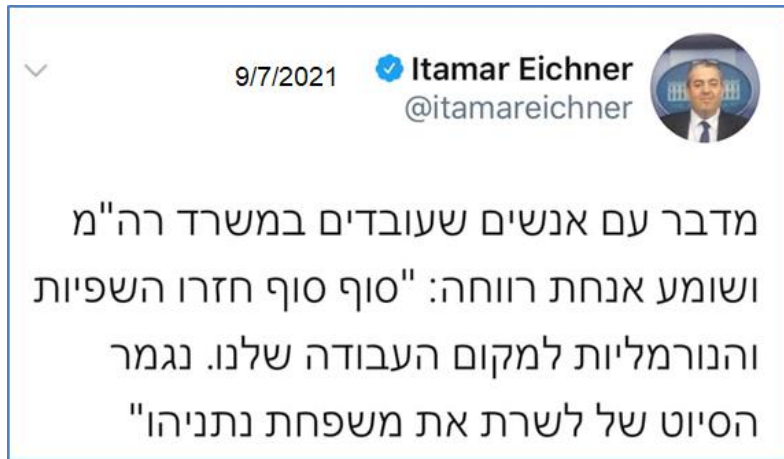 Itamar Eichner
9/7/2021
@itamareichner
מדבר עם אנשים שעובדים במשרד רה"מ
ושומע אנחת רווחה: "סוף סוף חזרו השפיות
והנורמליות למקום העבודה שלנו. נגמר
הסיוט של לשרת את משפחת נתניהו"